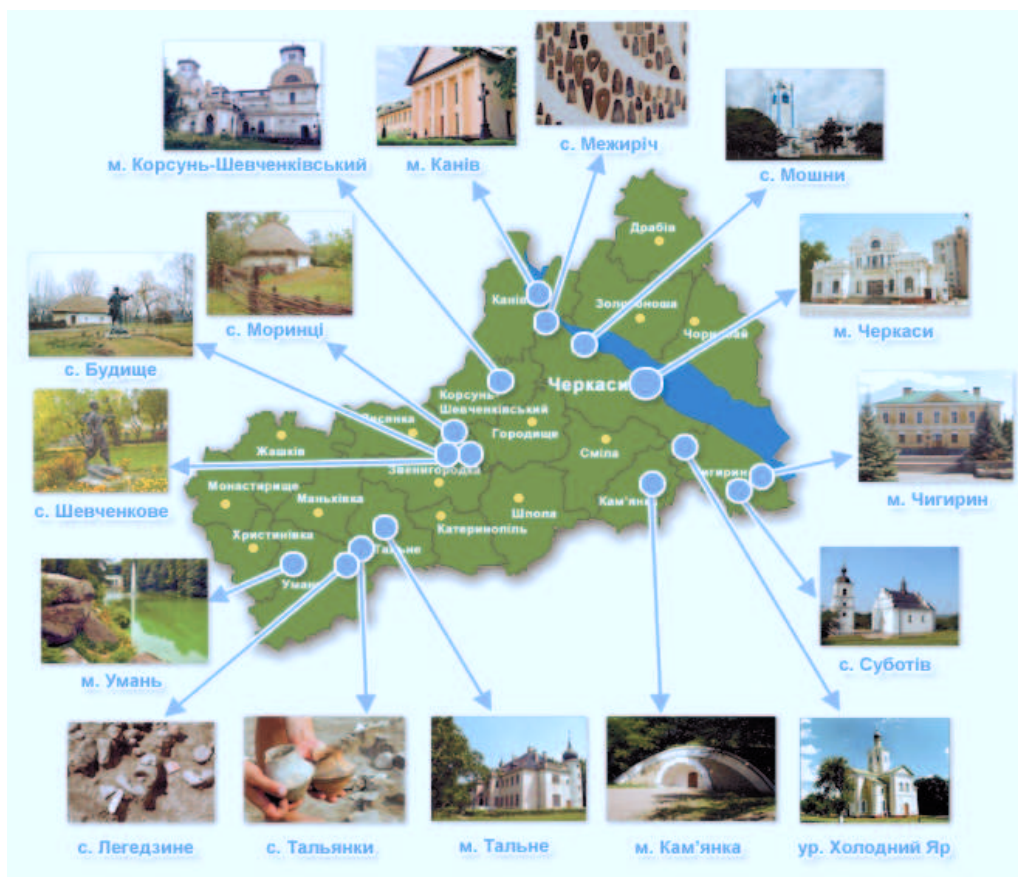 м. Корсунь-Шевченківський
м. Канів
с. Межиріч
с. Мошни
с. Моринці
м. Черкаси
с. Будище
с. Шевченкове
м. Чигирин
м. Умань
с. Суботів
Драбів
Канів
Золотоноша
Чорнобай
Черкаси
Корсунь
Шевченківський
Городище
Лисянка
Жашків
Сміла
Звенигородка
Монастирище
Маньківка
Кам'янка
Шпола
Катеринопіль
Христинівка
Тальне
Умань
Чигирин
с. Легедзине
с. Тальянки
м. Тальне
м. Кам'янка
ур. Холодний Яр